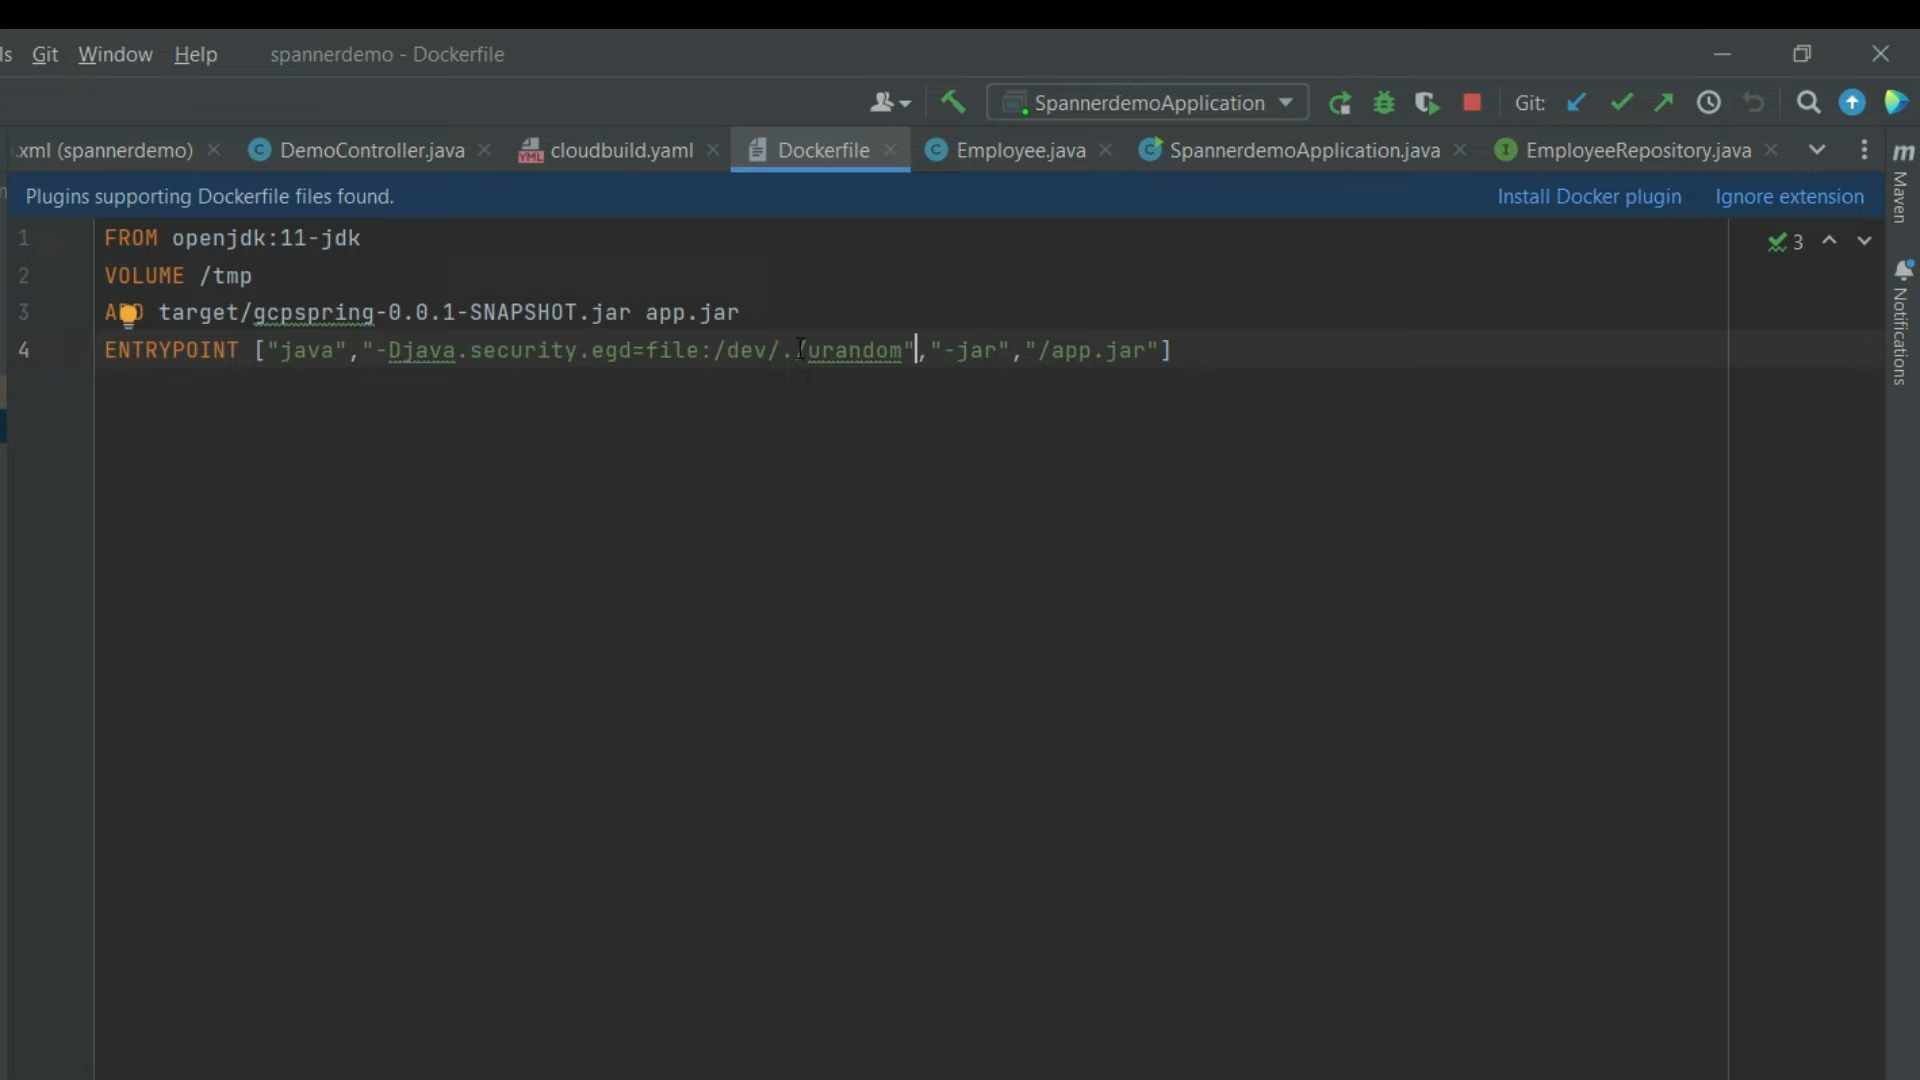 ls Git Window Help spannerdemo - Dockerfile
SpannerdemoApplication Git:
.xml (spannerdemo) DemoController.java YML cloudbuild.yaml Dockerfile Employee.java SpannerdemoApplication.java EmployeeRepository.java
Plugins supporting Dockerfile files found. Install Docker plugin Ignore extension
1 FROM openjdk:11-jdk
3
2 VOLUME /tmp
3 ADD target/gcpspring-0.0.1-SNAPSHOT.jar app.jar
4 ENTRYPOINT ["java","-Djava.security.egd=file:/dev/./urandom","-jar","/app.jar"]
m Maven
Notifications